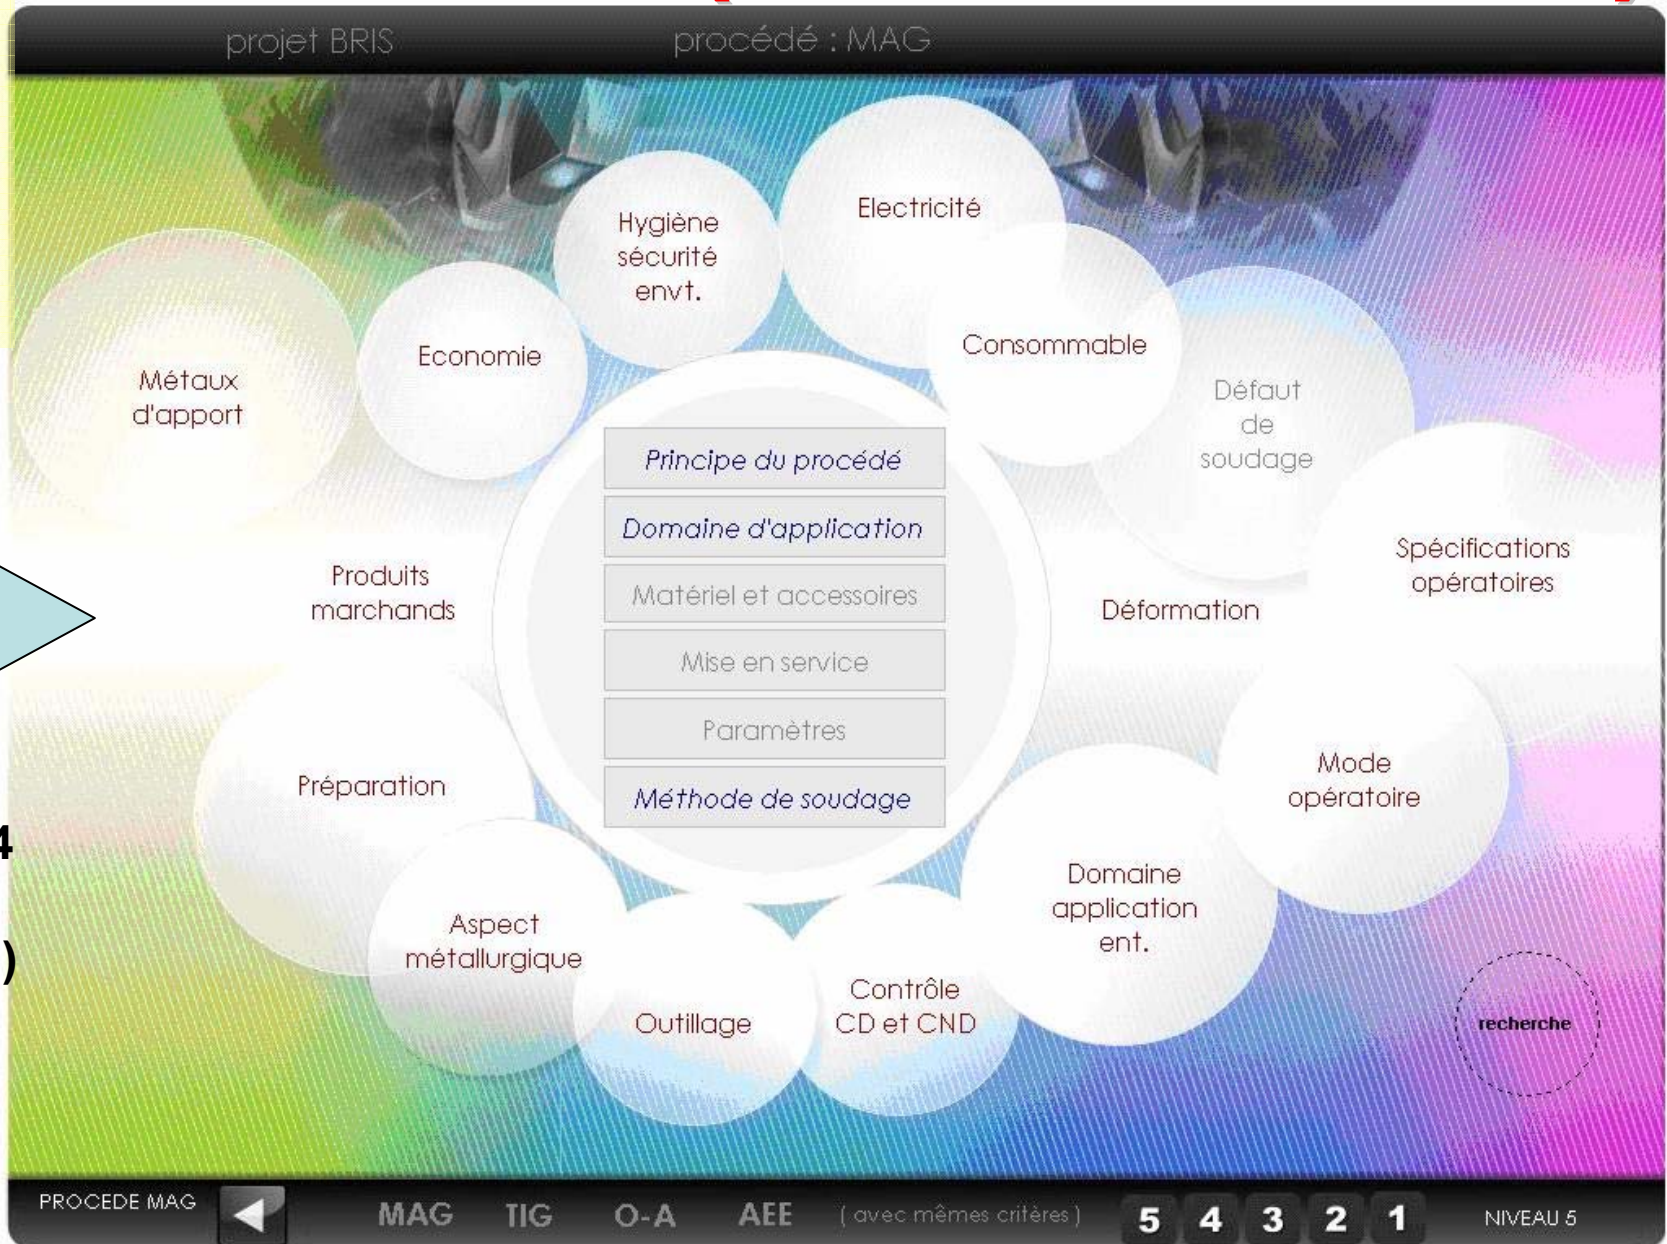 projet BRIS
procédé : MAG
Hygiène
sécurité
envt.
Electricité
Consommable
Economie
Métaux
d'apport
Défaut
de
soudage
Principe du procédé
Domaine d'application
Matériel et accessoires
Mise en service
Paramètres
Méthode de soudage
Produits
marchands
Déformation
Spécifications
opératoires
Préparation
Mode
opératoire
Aspect
métallurgique
Domaine
application
ent.
Outillage
Contrôle
CD et CND
recherche
4
)
PROCEDE MAG
MAG TIG O-A AEE ( avec mêmes critères )
5 4 3 2 1
NIVEAU 5